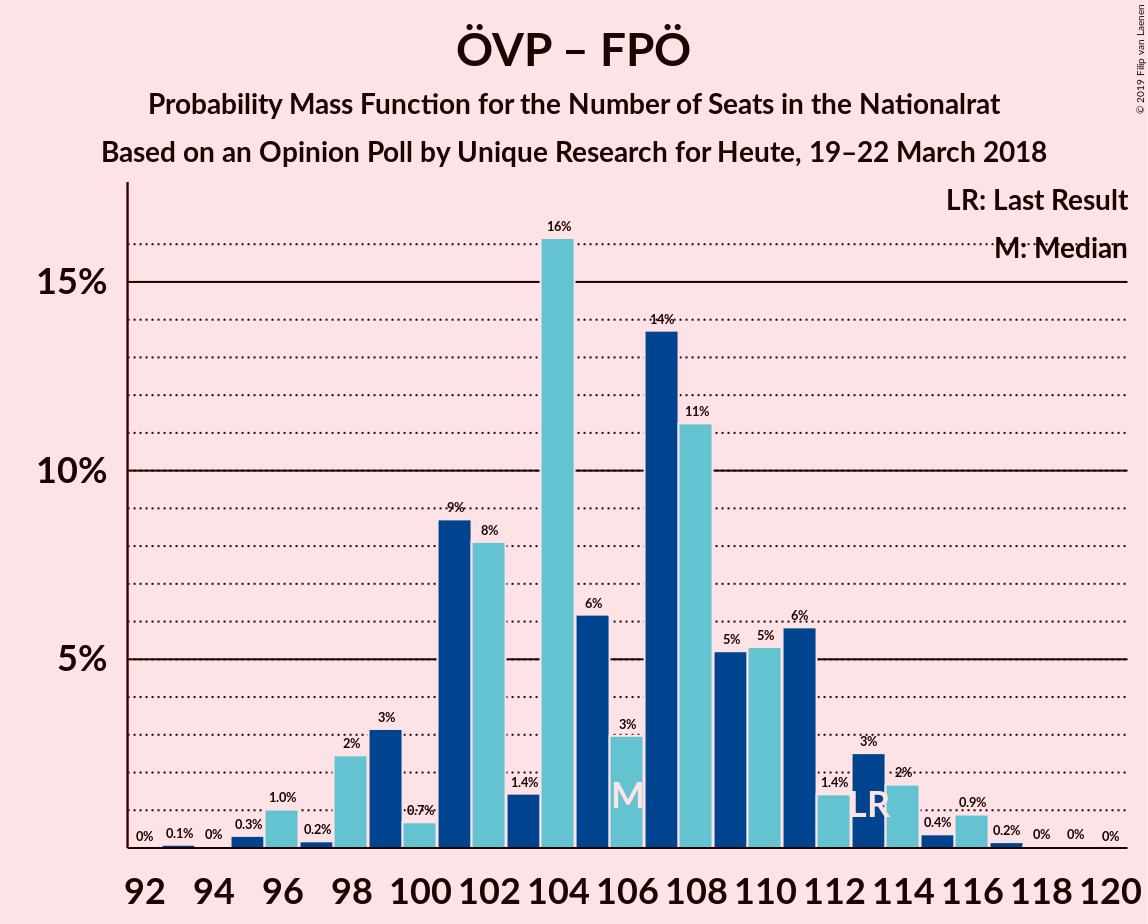 ÖVP – FPÖ
Probability Mass Function for the Number of Seats in the Nationalrat
Based on an Opinion Poll by Unique Research for Heute, 19–22 March 2018
© 2019 Filip van Laenen
LR: Last Result
M: Median
15%
10%
5%
0% 0.1% 0% 0.3% 1.0% 0.2% 2% 3% 0.7% 9% 8% 1.4% 16% 6% 3% 14% 11% 5% 5% 6% 1.4% 3% 2% 0.4% 0.9% 0.2% 0% 0% 0%
M LR
92 94 96 98 100 102 104 106 108 110 112 114 116 118 120